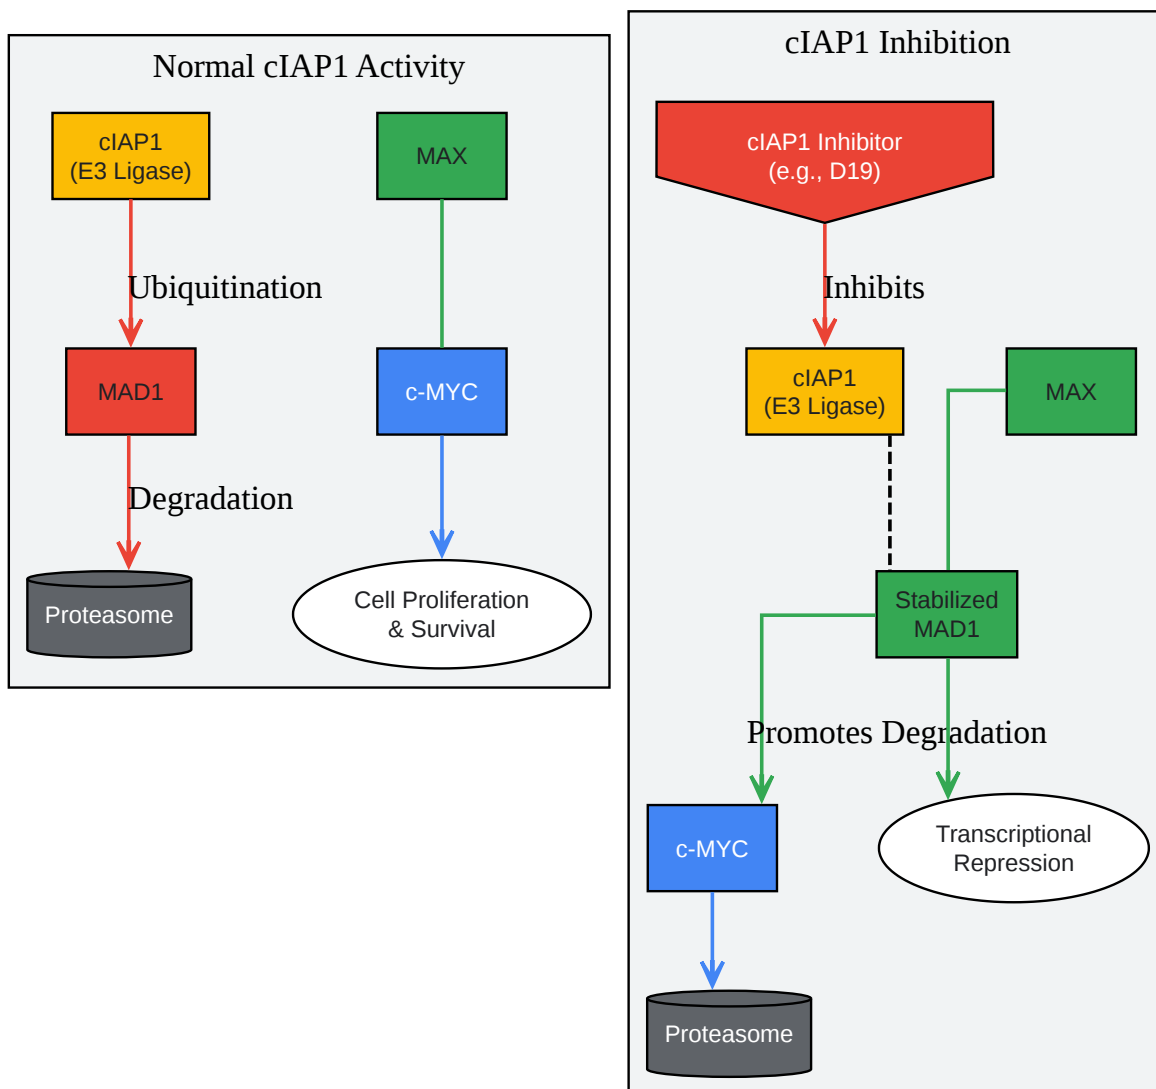 Normal cIAP1 Activity
cIAP1
(E3 Ligase)
MAX
Ubiquitination
MAD1
c-MYC
Degradation
Proteasome
Cell Proliferation
& Survival
cIAP1 Inhibition
cIAP1 Inhibitor
(e.g., D19)
Inhibits
cIAP1
(E3 Ligase)
MAX
Stabilized
MAD1
Promotes Degradation
c-MYC
Transcriptional
Repression
Proteasome